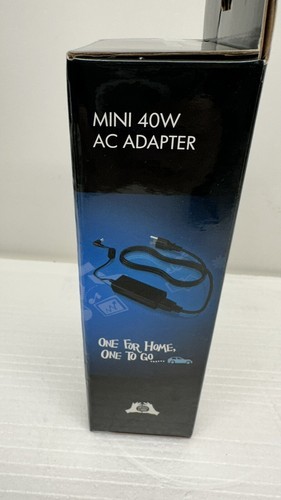 MINI 40W
AC ADAPTER
ONE FOR HOME,
ONE TO GO......